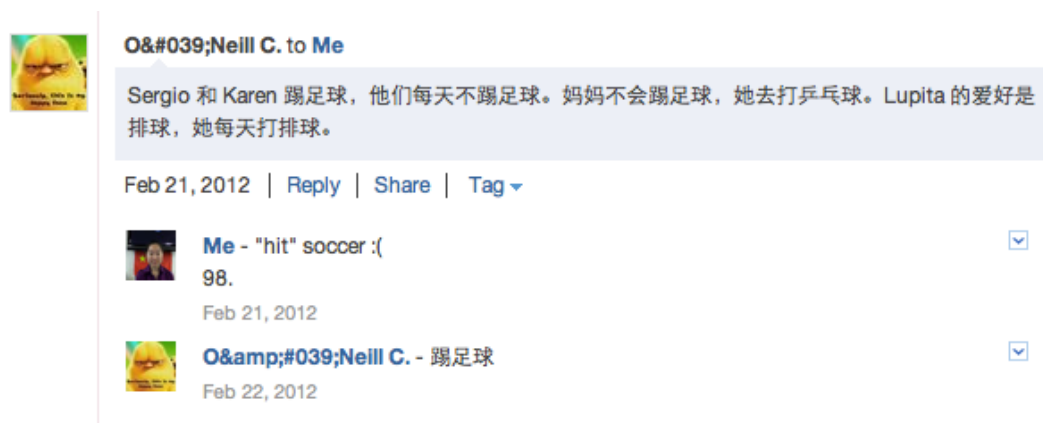 O&#039;Neill C. to Me
Sergio 和 Karen 踢足球，他们每天不踢足球。妈妈不会踢足球，她去打乒乓球。Lupita 的爱好是
排球，她每天打排球。
Feb 21, 2012 | Reply | Share | Tag
Me - "hit" soccer :(
98.
Feb 21, 2012
O&amp;#039;Neill C. - 踢足球
Feb 22, 2012